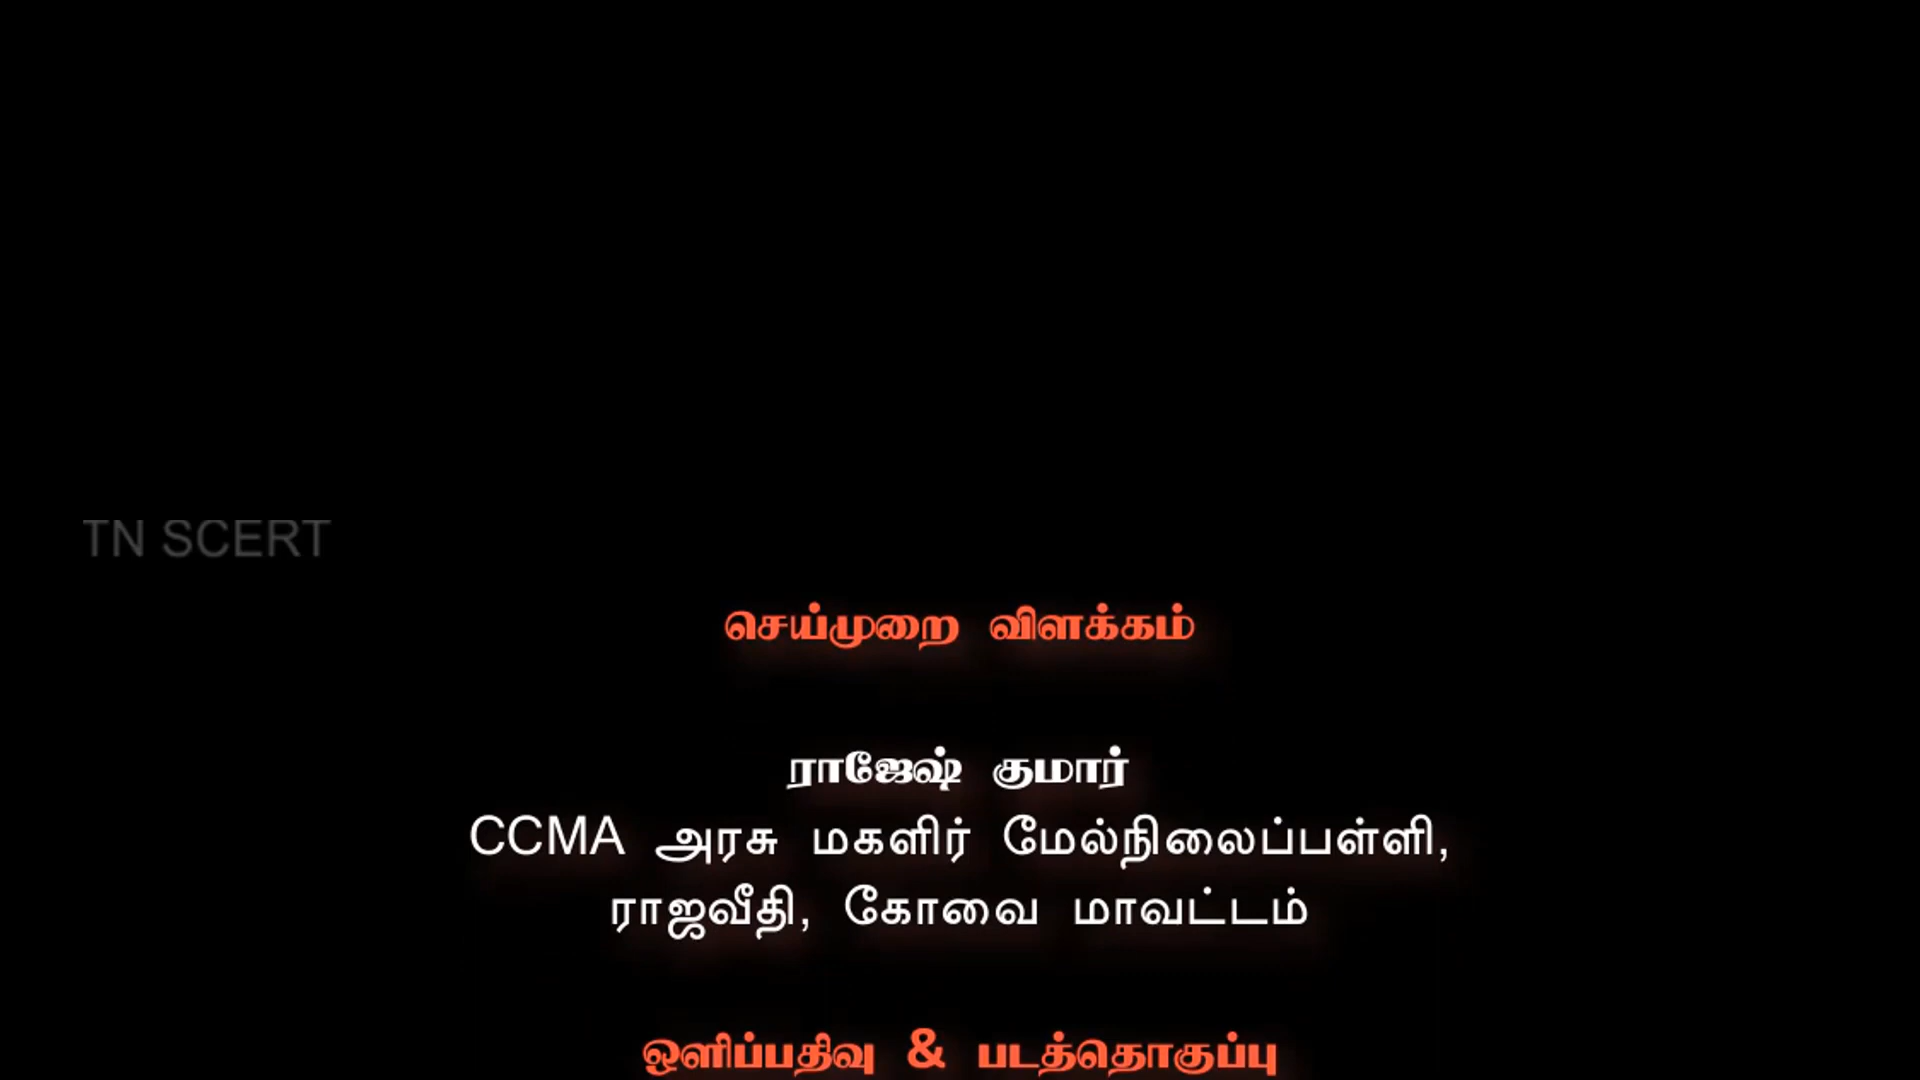 TN SCERT
செய்முறை விளக்கம்
ராஜேஷ் குமார்
CCMA அரசு மகளிர் மேல்நிலைப்பள்ளி,
ராஜவீதி, கோவை மாவட்டம்
ஒளிப்பதிவு & படத்தொகுப்பு